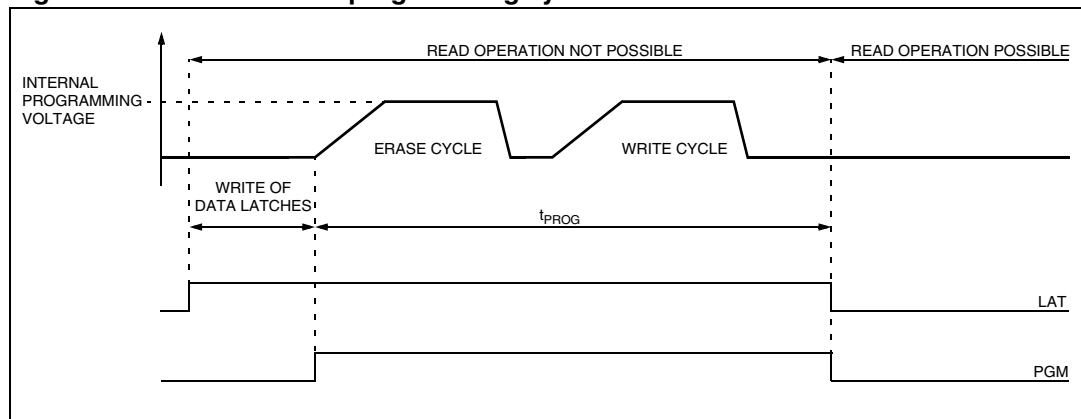 READ OPERATION NOT POSSIBLE
READ OPERATION POSSIBLE
INTERNAL
PROGRAMMING
VOLTAGE
ERASE CYCLE
WRITE CYCLE
WRITE OF
DATA LATCHES
tPROG
LAT
PGM